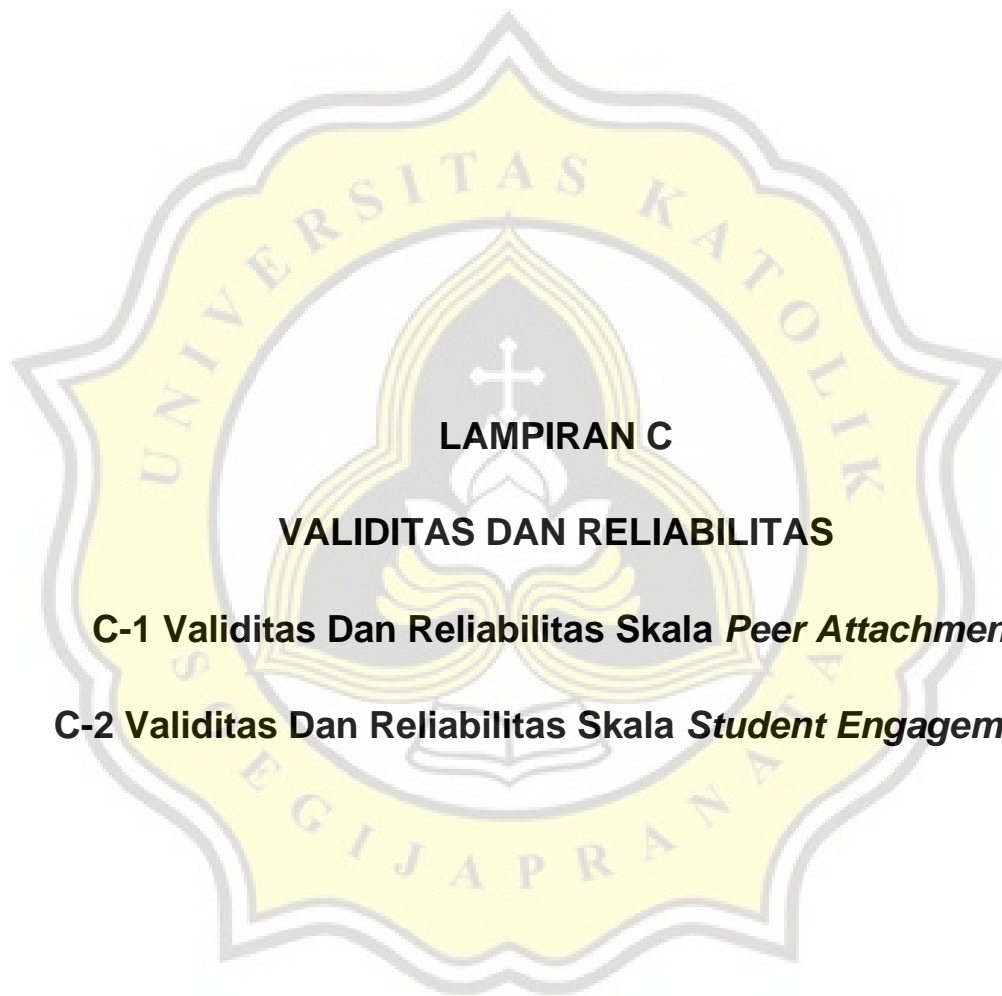 UNIVERSITAS KATOLIK
LAMPIRAN C
VALIDITAS DAN RELIABILITAS
C-1 Validitas Dan Reliabilitas Skala Peer Attachmen
C-2 Validitas Dan Reliabilitas Skala Student Engagem
SOEGIJAPRANATA